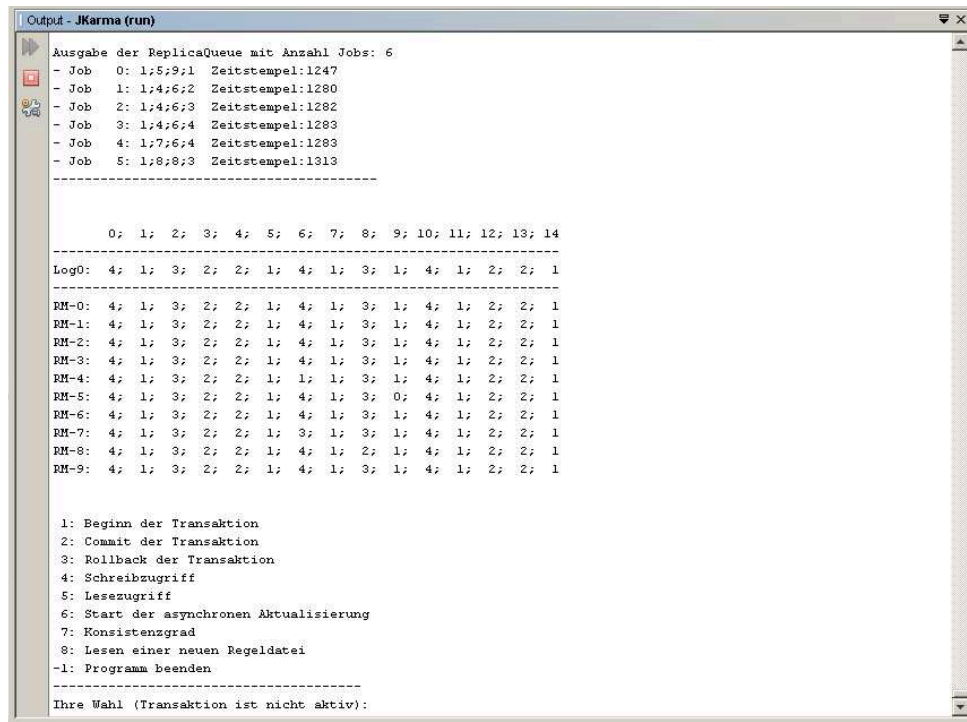 Output - JKarma (run)
Ausgabe der ReplicaQueue mit Anzahl Jobs: 6
- Job    0: 1;5;9;1  Zeitstempel:1247
- Job    1: 1;4;6;2  Zeitstempel:1280
- Job    2: 1;4;6;3  Zeitstempel:1282
- Job    3: 1;4;6;4  Zeitstempel:1283
- Job    4: 1;7;6;4  Zeitstempel:1283
- Job    5: 1;8;8;3  Zeitstempel:1313
-----------------------------------------
0;  1;  2;  3;  4;  5;  6;  7;  8;  9; 10; 11; 12; 13; 14
----------------------------------------------------------------
Log0:  4;  1;  3;  2;  2;  1;  4;  1;  3;  1;  4;  1;  2;  2;  1
----------------------------------------------------------------
RM-0:  4;  1;  3;  2;  2;  1;  4;  1;  3;  1;  4;  1;  2;  2;  1
RM-1:  4;  1;  3;  2;  2;  1;  4;  1;  3;  1;  4;  1;  2;  2;  1
RM-2:  4;  1;  3;  2;  2;  1;  4;  1;  3;  1;  4;  1;  2;  2;  1
RM-3:  4;  1;  3;  2;  2;  1;  4;  1;  3;  1;  4;  1;  2;  2;  1
RM-4:  4;  1;  3;  2;  2;  1;  1;  1;  3;  1;  4;  1;  2;  2;  1
RM-5:  4;  1;  3;  2;  2;  1;  4;  1;  3;  0;  4;  1;  2;  2;  1
RM-6:  4;  1;  3;  2;  2;  1;  4;  1;  3;  1;  4;  1;  2;  2;  1
RM-7:  4;  1;  3;  2;  2;  1;  3;  1;  3;  1;  4;  1;  2;  2;  1
RM-8:  4;  1;  3;  2;  2;  1;  4;  1;  2;  1;  4;  1;  2;  2;  1
RM-9:  4;  1;  3;  2;  2;  1;  4;  1;  3;  1;  4;  1;  2;  2;  1
1: Beginn der Transaktion
2: Commit der Transaktion
3: Rollback der Transaktion
4: Schreibzugriff
5: Lesezugriff
6: Start der asynchronen Aktualisierung
7: Konsistenzgrad
8: Lesen einer neuen Regeldatei
-1: Programm beenden
---------------------------------------
Ihre Wahl (Transaktion ist nicht aktiv):